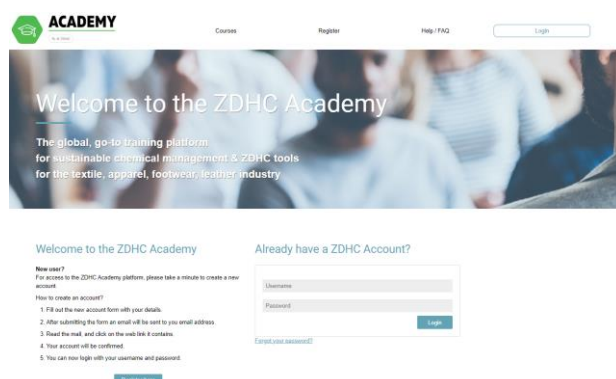 ACADEMY
Courses
Register
Help / FAQ
Login
Welcome to the ZDHC Academy
The global, go-to training platform
for sustainable chemical management & ZDHC tools
for the textile, apparel, footwear, leather industry
Welcome to the ZDHC Academy
New user?
For access to the ZDHC Academy platform, please take a minute to create a new
account.
How to create an account?
1. Fill out the new account form with your details.
2. After submitting the form an email will be sent to you email address.
3. Read the mail, and click on the web link it contains.
4. Your account will be confirmed.
5. You can now login with your username and password.
Already have a ZDHC Account?
Username
Password
Login
Forgot your password?